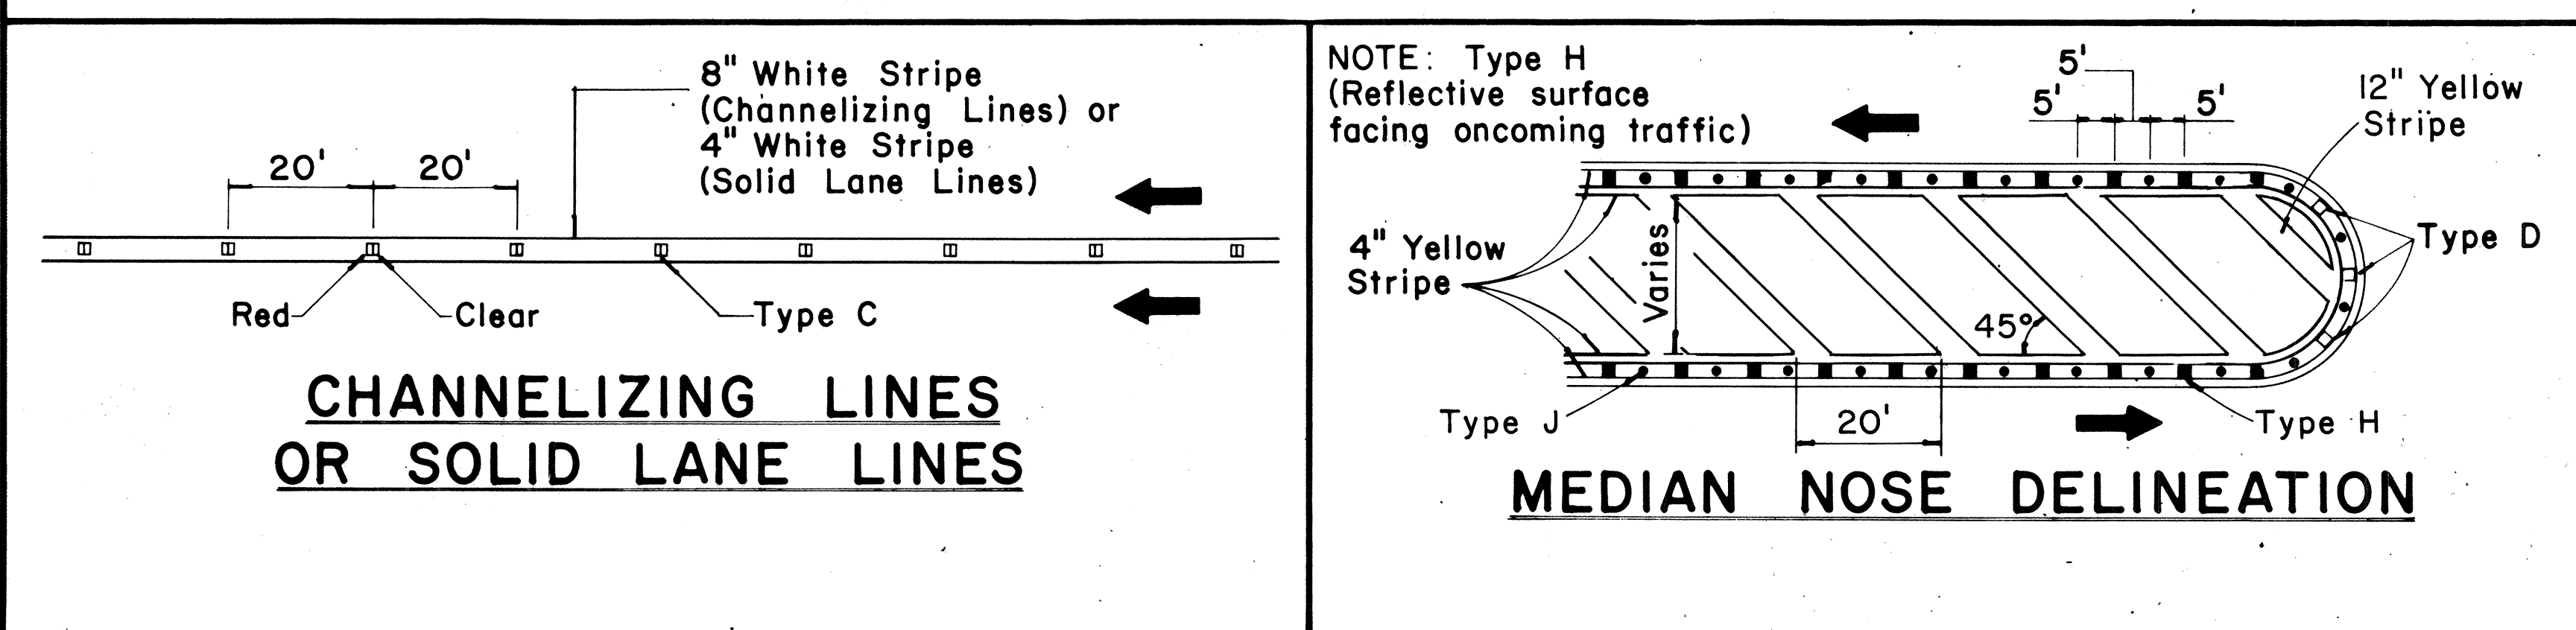 8" White Stripe
(Channelizing Lines) or
4" White Stripe
(Solid Lane Lines)
20'
20'
Red
Clear
Type C
CHANNELIZING LINES
OR SOLID LANE LINES
NOTE: Type H
(Reflective surface
facing oncoming traffic)
5'
5'
5'
12" Yellow
Stripe
4" Yellow
Stripe
Varies
45°
Type D
Type J
20'
Type H
MEDIAN NOSE DELINEATION